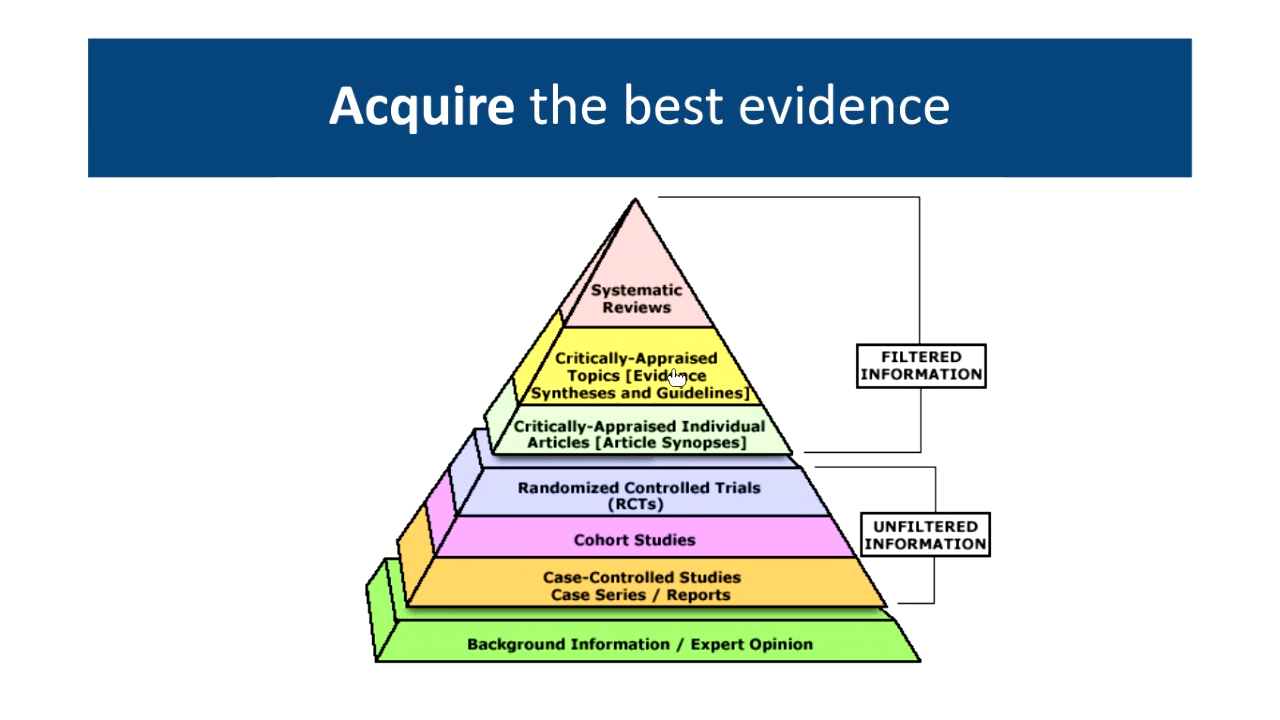 Acquire the best evidence
Systematic
Reviews
Critically-Appraised
Topics [Evidence
Syntheses and Guidelines]
Critically-Appraised Individual
Articles [Article Synopses]
Randomized Controlled Trials
(RCTs)
Cohort Studies
Case-Controlled Studies
Case Series / Reports
Background Information / Expert Opinion
FILTERED
INFORMATION
UNFILTERED
INFORMATION